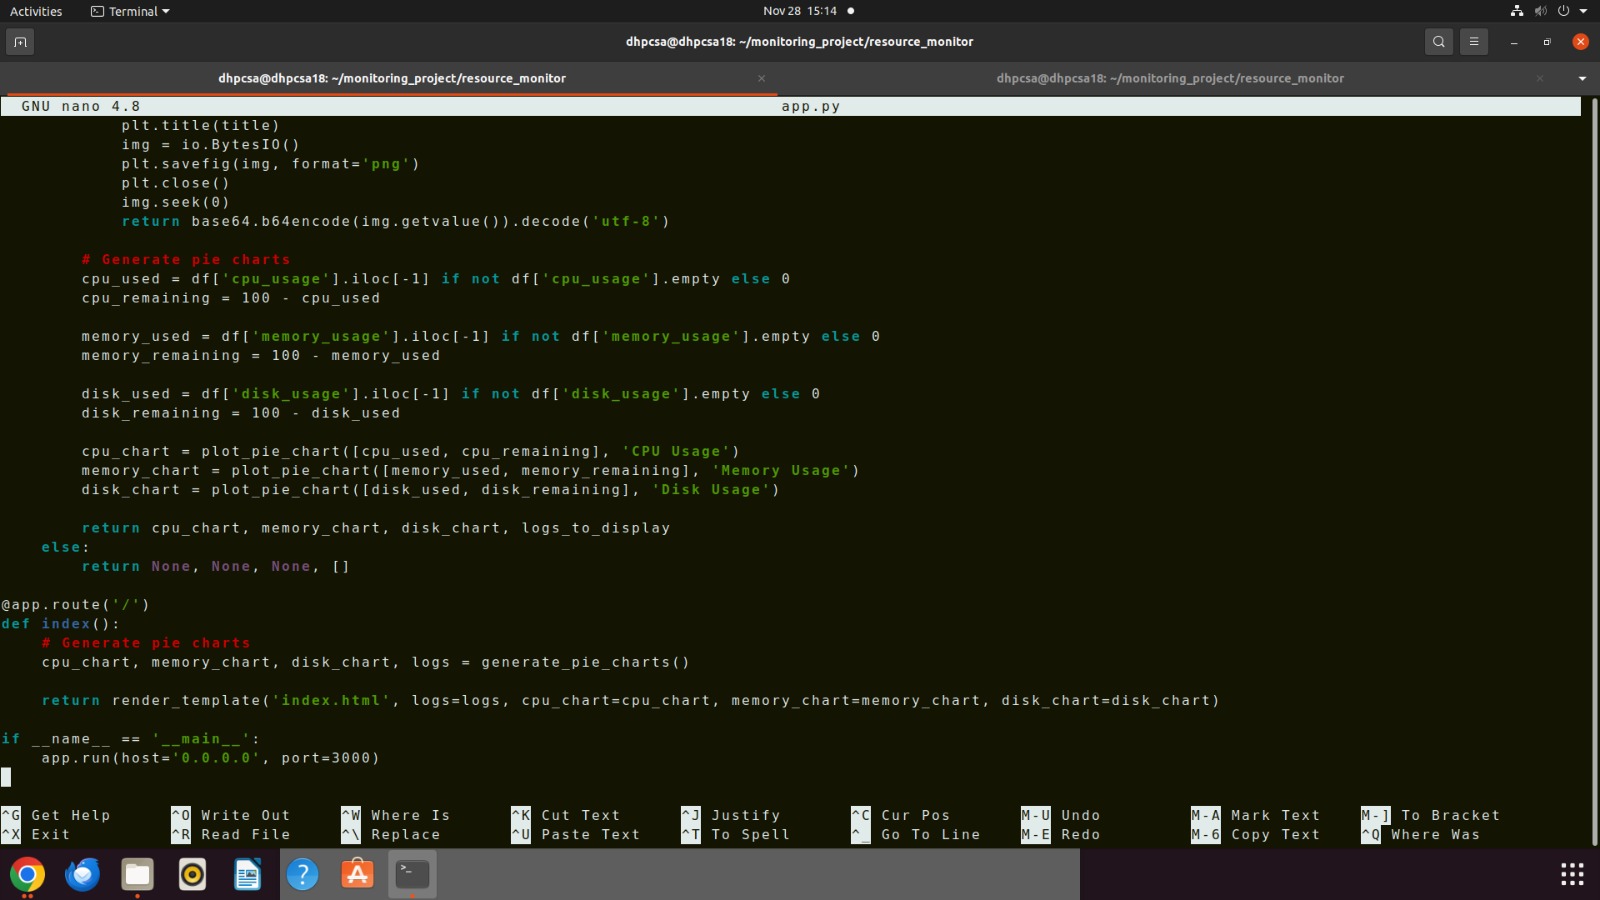 Activities Terminal Nov 28 15:14
dhpcsa@dhpcsa18: ~/monitoring_project/resource_monitor
dhpcsa@dhpcsa18: ~/monitoring_project/resource_monitor dhpcsa@dhpcsa18: ~/monitoring_project/resource_monitor
GNU nano 4.8 app.py
plt.title(title)
img = io.BytesIO()
plt.savefig(img, format='png')
plt.close()
img.seek(0)
return base64.b64encode(img.getvalue()).decode('utf-8')
# Generate pie charts
cpu_used = df['cpu_usage'].iloc[-1] if not df['cpu_usage'].empty else 0
cpu_remaining = 100 - cpu_used
memory_used = df['memory_usage'].iloc[-1] if not df['memory_usage'].empty else 0
memory_remaining = 100 - memory_used
disk_used = df['disk_usage'].iloc[-1] if not df['disk_usage'].empty else 0
disk_remaining = 100 - disk_used
cpu_chart = plot_pie_chart([cpu_used, cpu_remaining], 'CPU Usage')
memory_chart = plot_pie_chart([memory_used, memory_remaining], 'Memory Usage')
disk_chart = plot_pie_chart([disk_used, disk_remaining], 'Disk Usage')
return cpu_chart, memory_chart, disk_chart, logs_to_display
else:
return None, None, None, []
@app.route('/')
def index():
# Generate pie charts
cpu_chart, memory_chart, disk_chart, logs = generate_pie_charts()
return render_template('index.html', logs=logs, cpu_chart=cpu_chart, memory_chart=memory_chart, disk_chart=disk_chart)
if __name__ == '__main__':
app.run(host='0.0.0.0', port=3000)
^G Get Help ^O Write Out ^W Where Is ^K Cut Text ^J Justify ^C Cur Pos M-U Undo M-A Mark Text M-] To Bracket
^X Exit ^R Read File ^\ Replace ^U Paste Text ^T To Spell ^_ Go To Line M-E Redo M-6 Copy Text ^Q Where Was